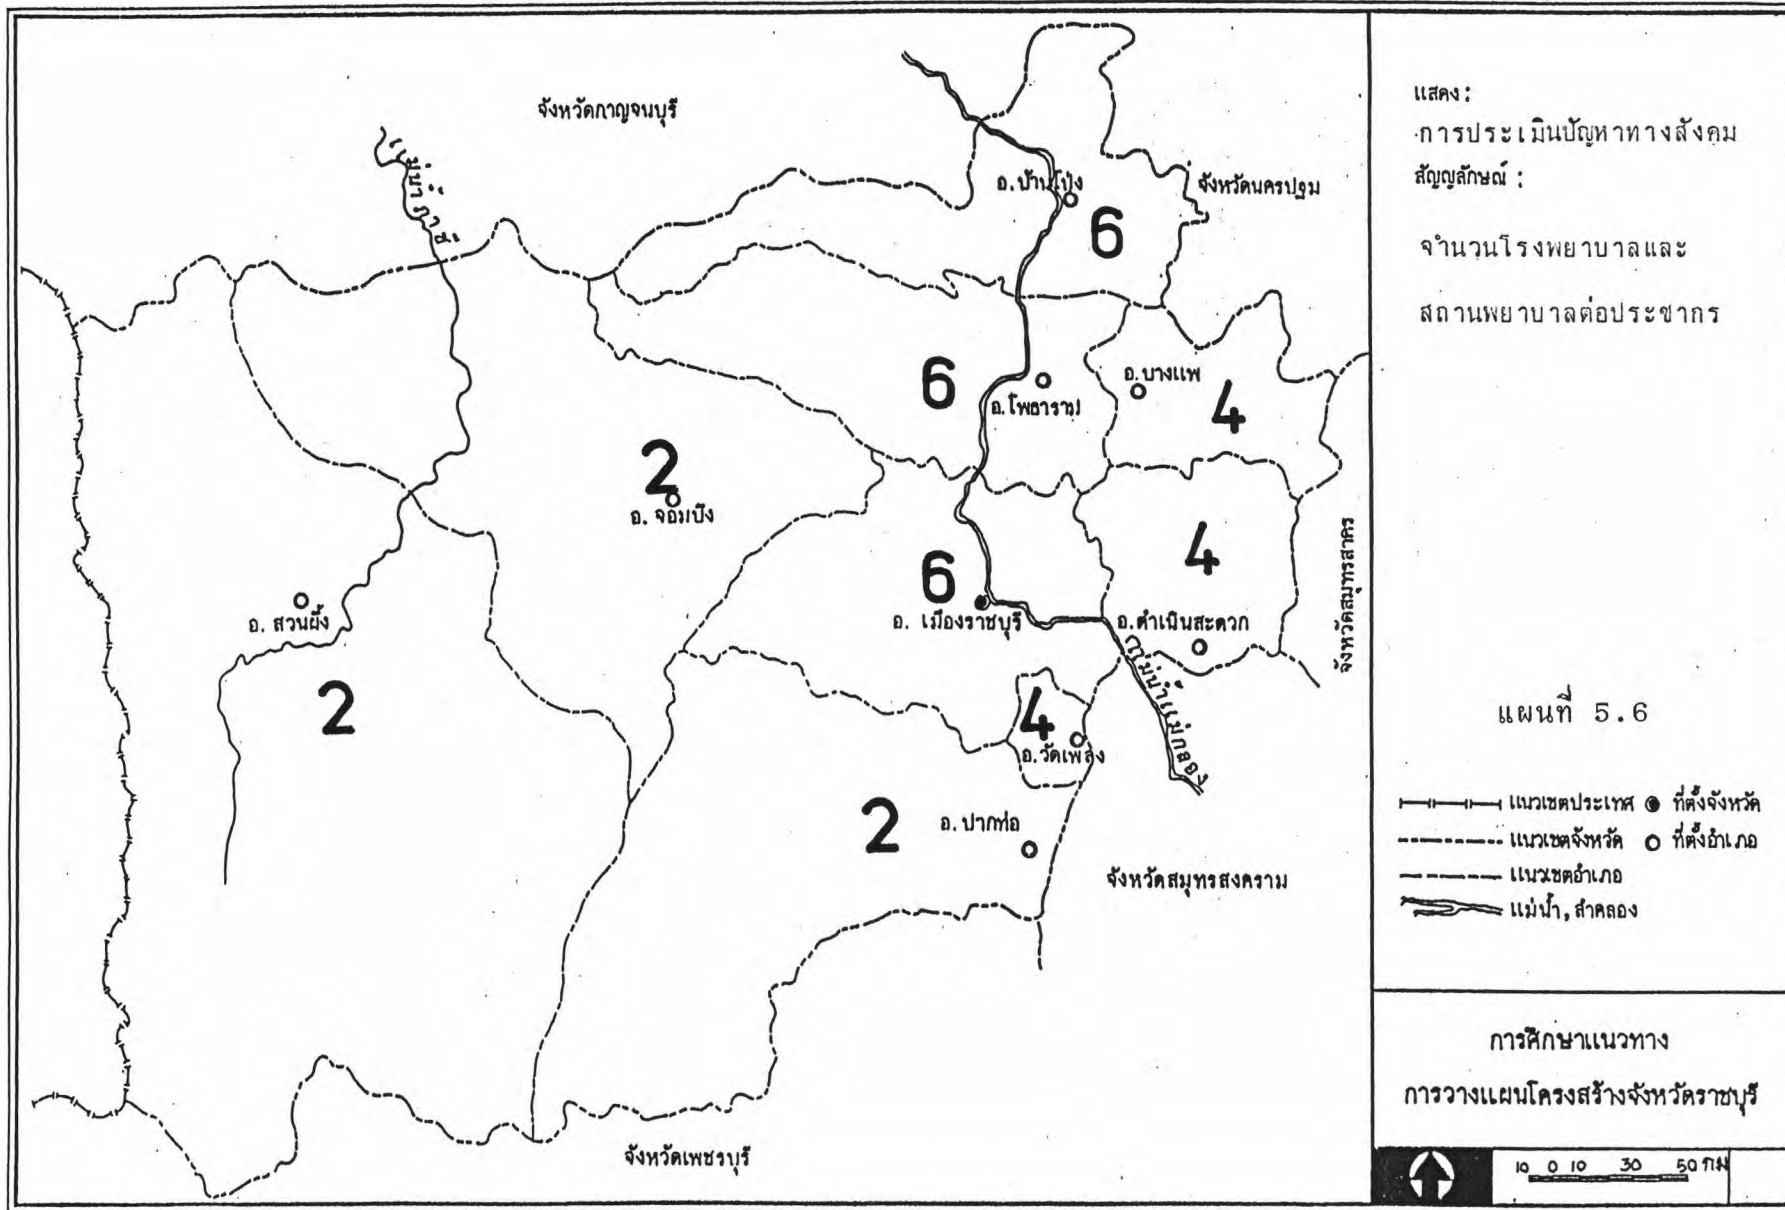 จังหวัดกาญจนบุรี
แม่น้ำภาชี
อ.บ้านโป่ง
จังหวัดนครปฐม
6
6
อ.โพธาราม
อ.บางแพ
4
2
อ. จอมบึง
4
จังหวัดสมุทรสาคร
6
อ. เมืองราชบุรี
อ.ดำเนินสะดวก
อ. สวนผึ้ง
2
แม่น้ำแม่กลอง
4
อ.วัดเพลง
2
อ.ปากท่อ
จังหวัดสมุทรสงคราม
จังหวัดเพชรบุรี
แสดง :
การประเมินปัญหาทางสังคม
สัญญลักษณ์ :
จำนวนโรงพยาบาลและ
สถานพยาบาลต่อประชากร
แผนที่ 5.6
แนวเขตประเทศ ที่ตั้งจังหวัด
แนวเขตจังหวัด ที่ตั้งอำเภอ
แนวเขตอำเภอ
แม่น้ำ, ลำคลอง
การศึกษาแนวทาง
การวางแผนโครงสร้างจังหวัดราชบุรี
10 0 10 30 50 กม